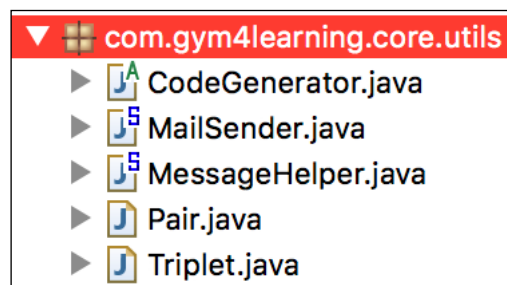 com.gym4learning.core.utils
CodeGenerator.java
MailSender.java
MessageHelper.java
Pair.java
Triplet.java